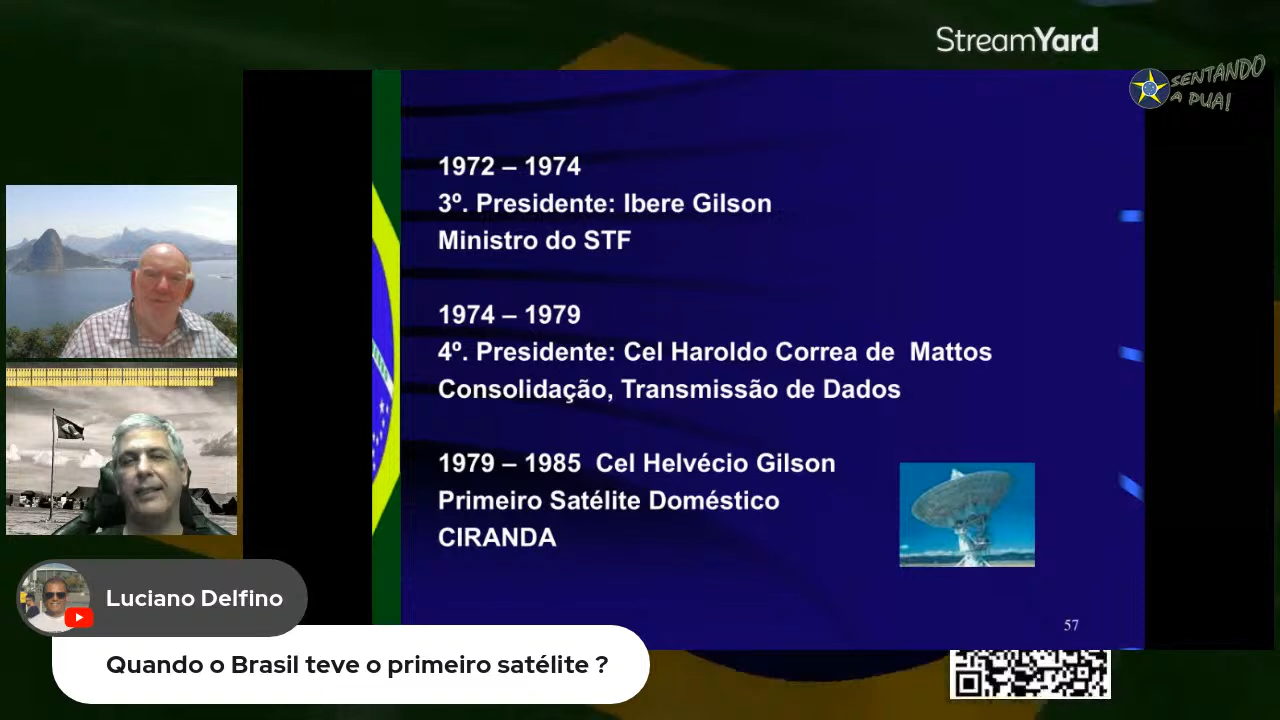 StreamYard
SENTANDO
A PUA!
1972 – 1974
3º. Presidente: Ibere Gilson
Ministro do STF
1974 – 1979
4º. Presidente: Cel Haroldo Correa de Mattos
Consolidação, Transmissão de Dados
1979 – 1985 Cel Helvécio Gilson
Primeiro Satélite Doméstico
CIRANDA
57
Luciano Delfino
Quando o Brasil teve o primeiro satélite ?